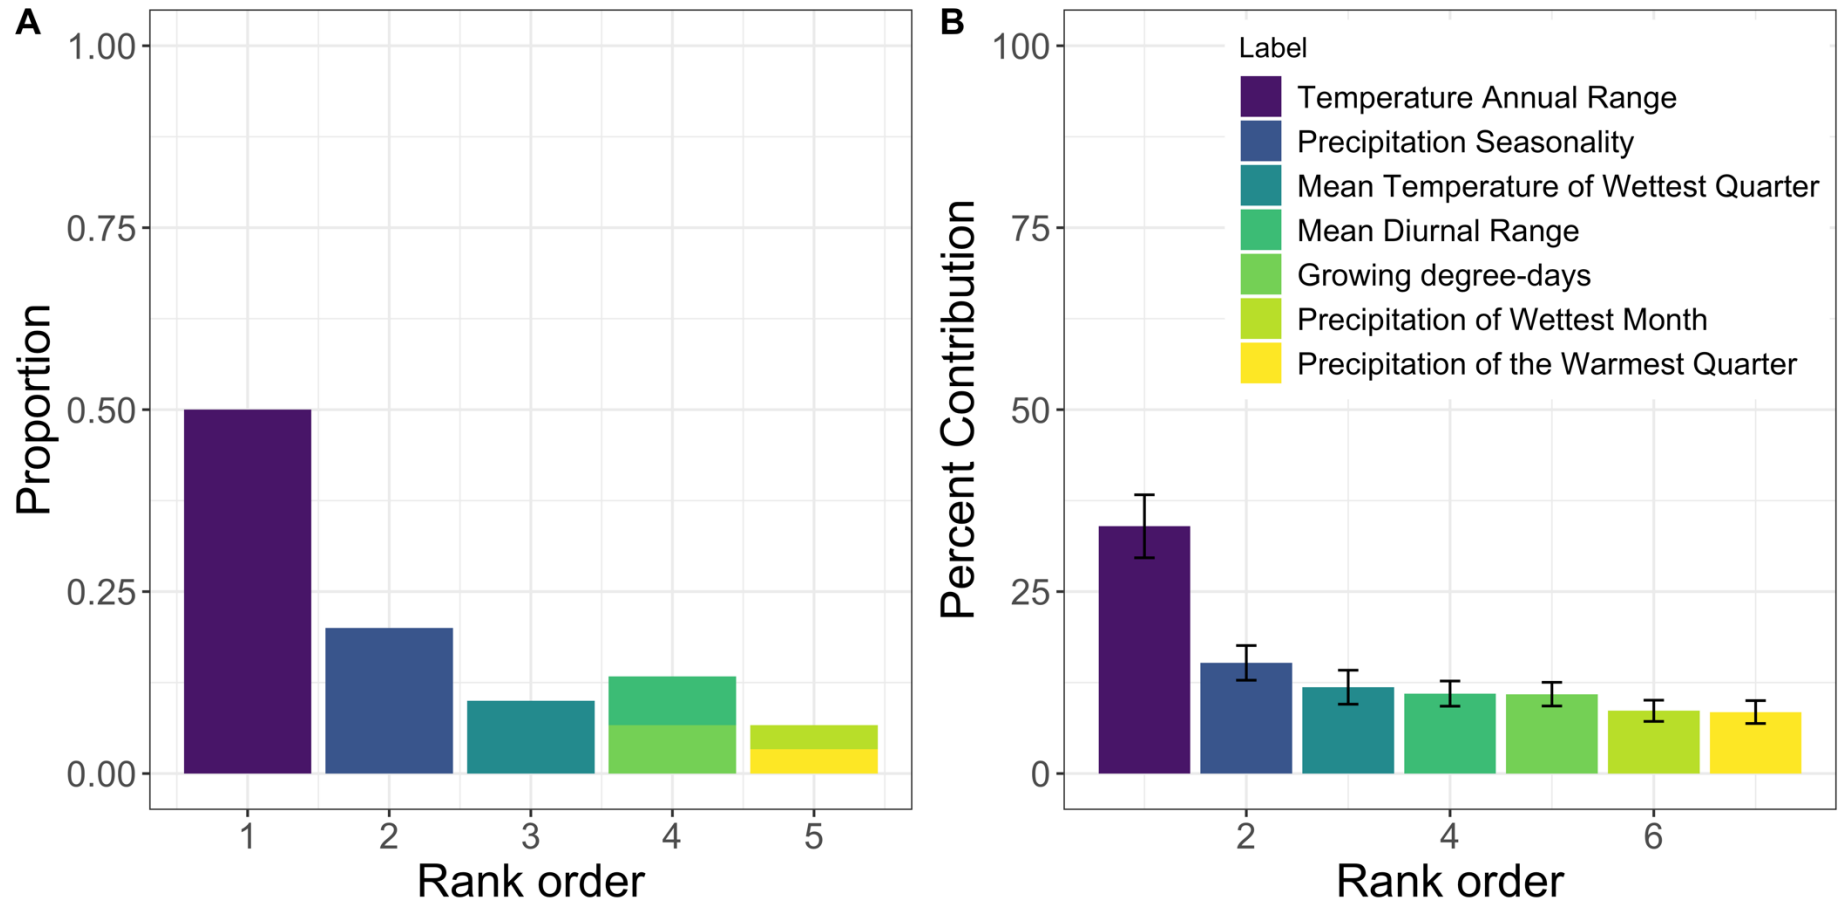 A
Proportion
1.00
0.75
0.50
0.25
0.00
1 2 3 4 5
Rank order
B
Percent Contribution
100
75
50
25
0
Label
Temperature Annual Range
Precipitation Seasonality
Mean Temperature of Wettest Quarter
Mean Diurnal Range
Growing degree-days
Precipitation of Wettest Month
Precipitation of the Warmest Quarter
2 4 6
Rank order